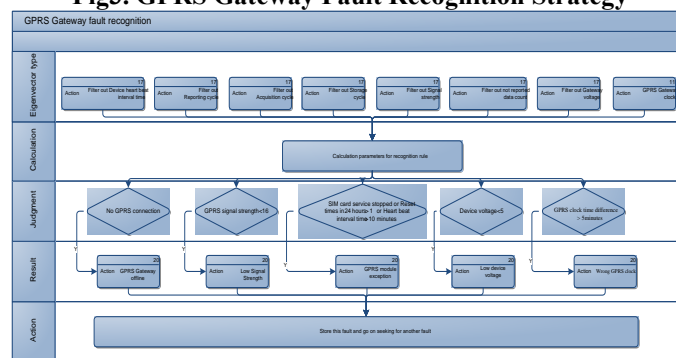 Fig3. GPRS Gateway Fault Recognition Strategy
GPRS Gateway fault recognition
Eigenvector type
17
Action
Filter out Device heart beat
interval time
17
Action
Filter out
Reporting cycle
17
Action
Filter out
Acquisition cycle
17
Action
Filter out Storage
cycle
17
Action
Filter out Signal
strength
17
Action
Filter out not reported
data count
17
Action
Filter out Gateway
voltage
11
Action
GPRS Gateway
clock
Calculation
Calculation parameters for recognition rule
Judgment
No GPRS connection
GPRS signal strength<16
SIM card service stopped or Reset
times in 24 hours> 1 or Heart beat
interval time>10 minutes
Device voltage<5
GPRS clock time difference
> 5minutes
Y
Y
Y
Y
Y
Result
20
Action
GPRS Gateway
offline
20
Action
Low Signal
Strength
20
Action
GPRS module
exception
20
Action
Low device
voltage
20
Action
Wrong GPRS clock
Action
Store this fault and go on seeking for another fault